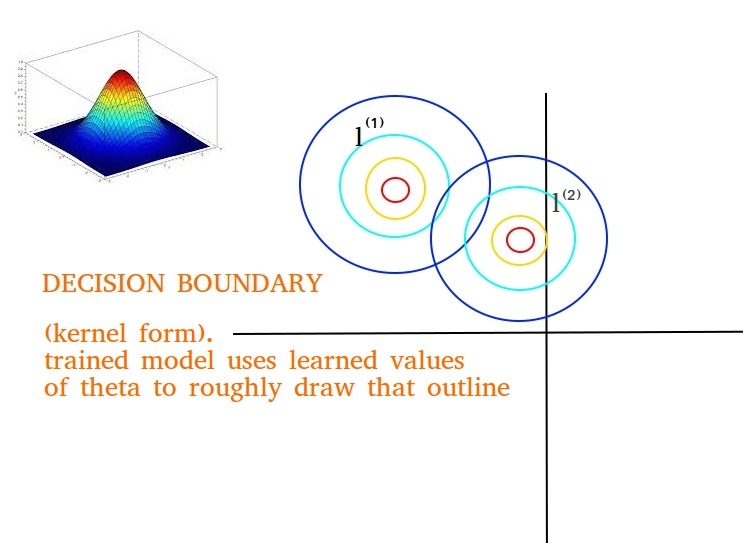 l(1)
l(2)
DECISION BOUNDARY
(kernel form).
trained model uses learned values
of theta to roughly draw that outline